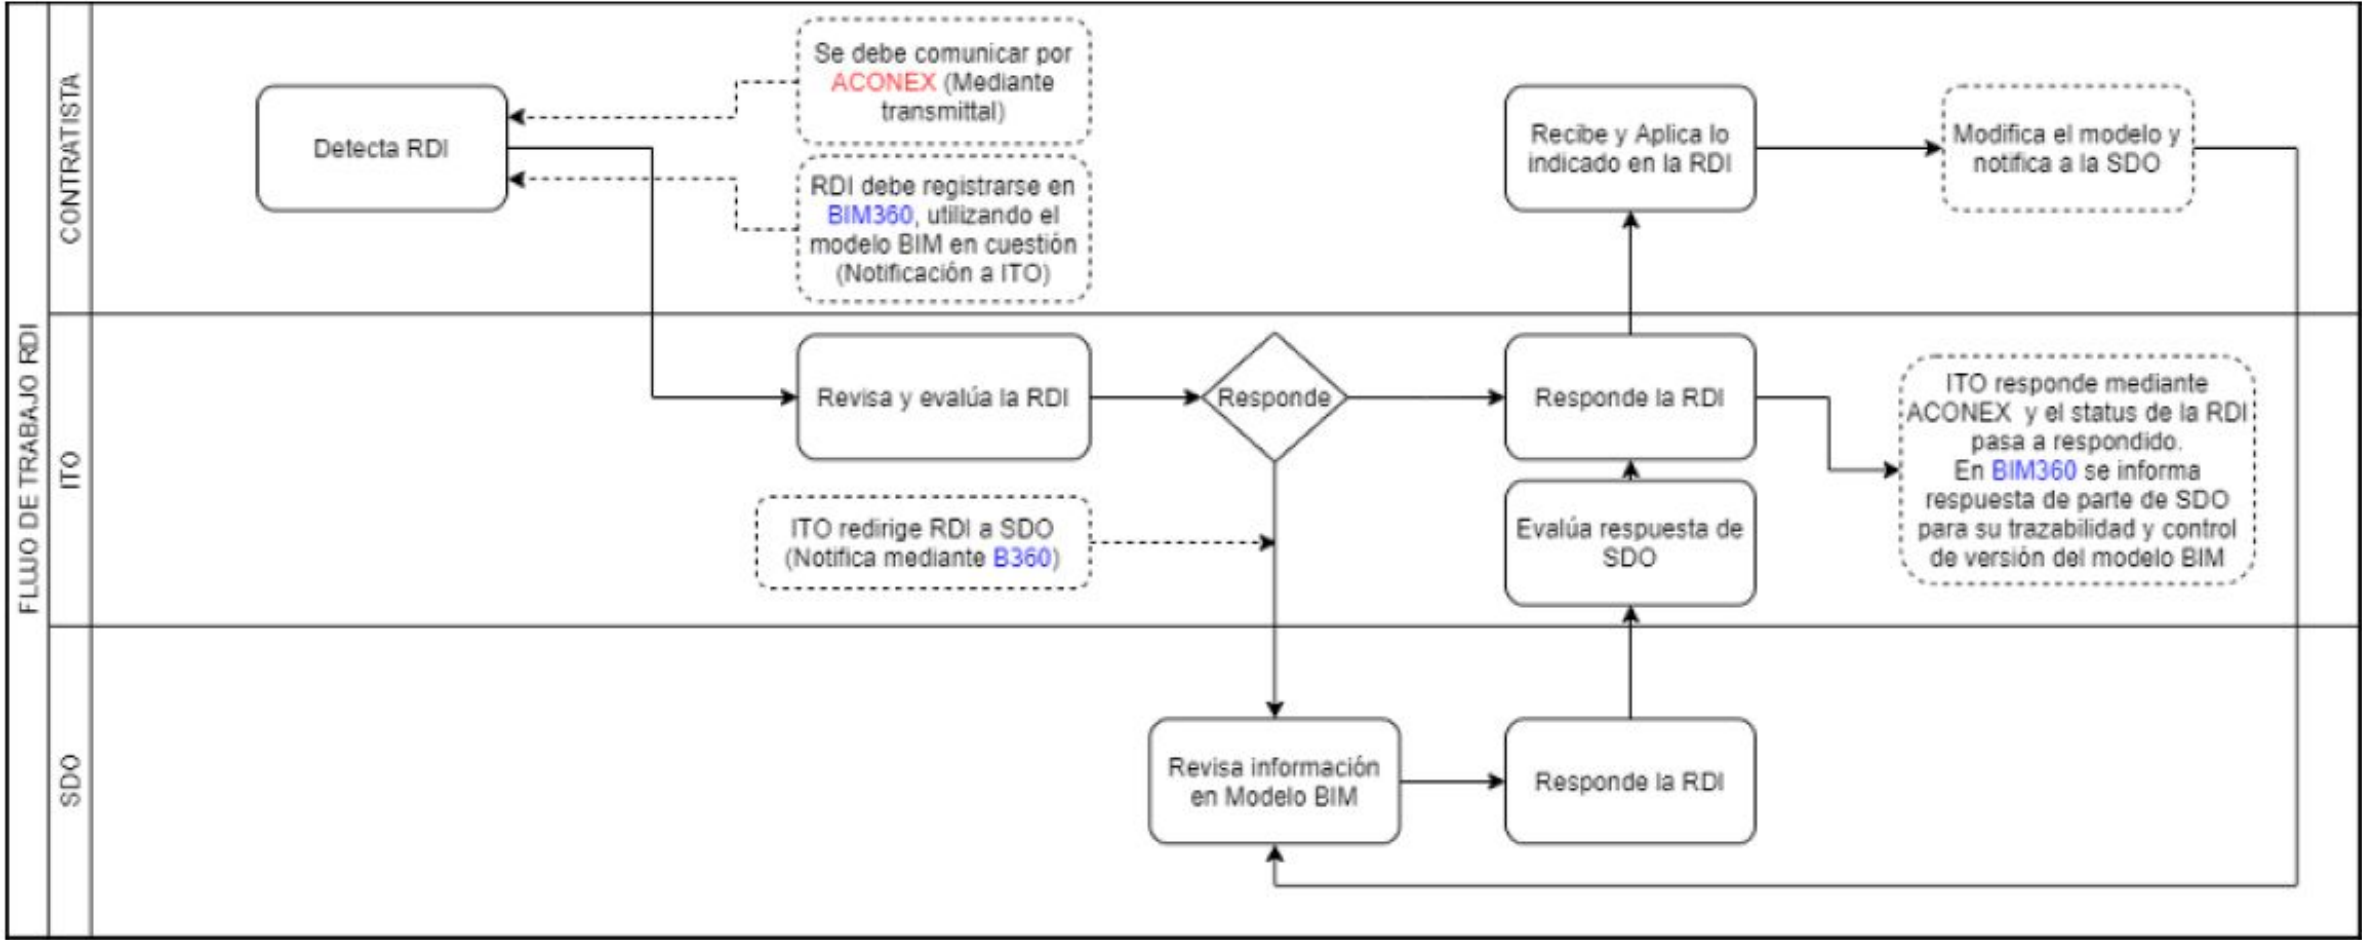 FLUJO DE TRABAJO RDI
CONTRATISTA
Detecta RDI
Se debe comunicar por
ACONEX (Mediante
transmittal)
RDI debe registrarse en
BIM360, utilizando el
modelo BIM en cuestión
(Notificación a ITO)
Recibe y Aplica lo
indicado en la RDI
Modifica el modelo y
notifica a la SDO
ITO
Revisa y evalúa la RDI
Responde
Responde la RDI
ITO responde mediante
ACONEX y el status de la RDI
pasa a respondido.
En BIM360 se informa
respuesta de parte de SDO
para su trazabilidad y control
de versión del modelo BIM
ITO redirige RDI a SDO
(Notifica mediante B360)
Evalúa respuesta de
SDO
SDO
Revisa información
en Modelo BIM
Responde la RDI